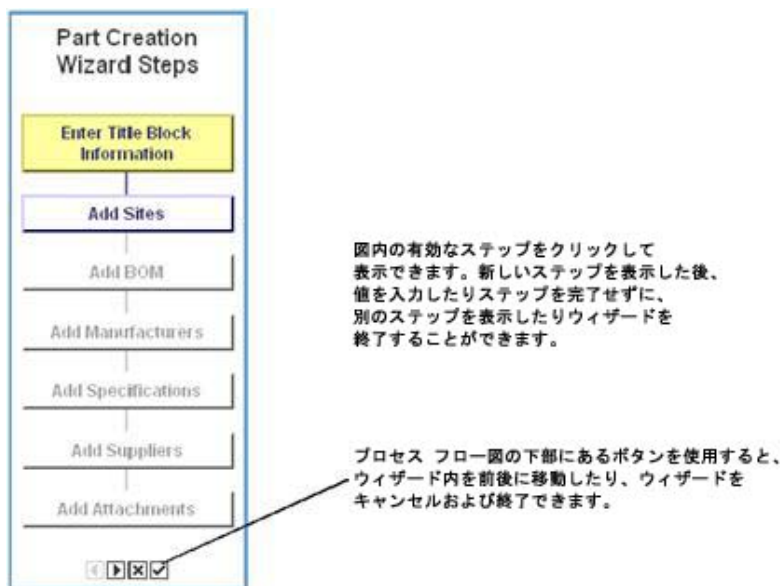 Part Creation
Wizard Steps
Enter Title Block
Information
Add Sites
Add BOM
Add Manufacturers
Add Specifications
Add Suppliers
Add Attachments
図内の有効なステップをクリックして
表示できます。新しいステップを表示した後、
値を入力したりステップを完了せずに、
別のステップを表示したりウィザードを
終了することができます。
プロセス フロー図の下部にあるボタンを使用すると、
ウィザード内を前後に移動したり、ウィザードを
キャンセルおよび終了できます。